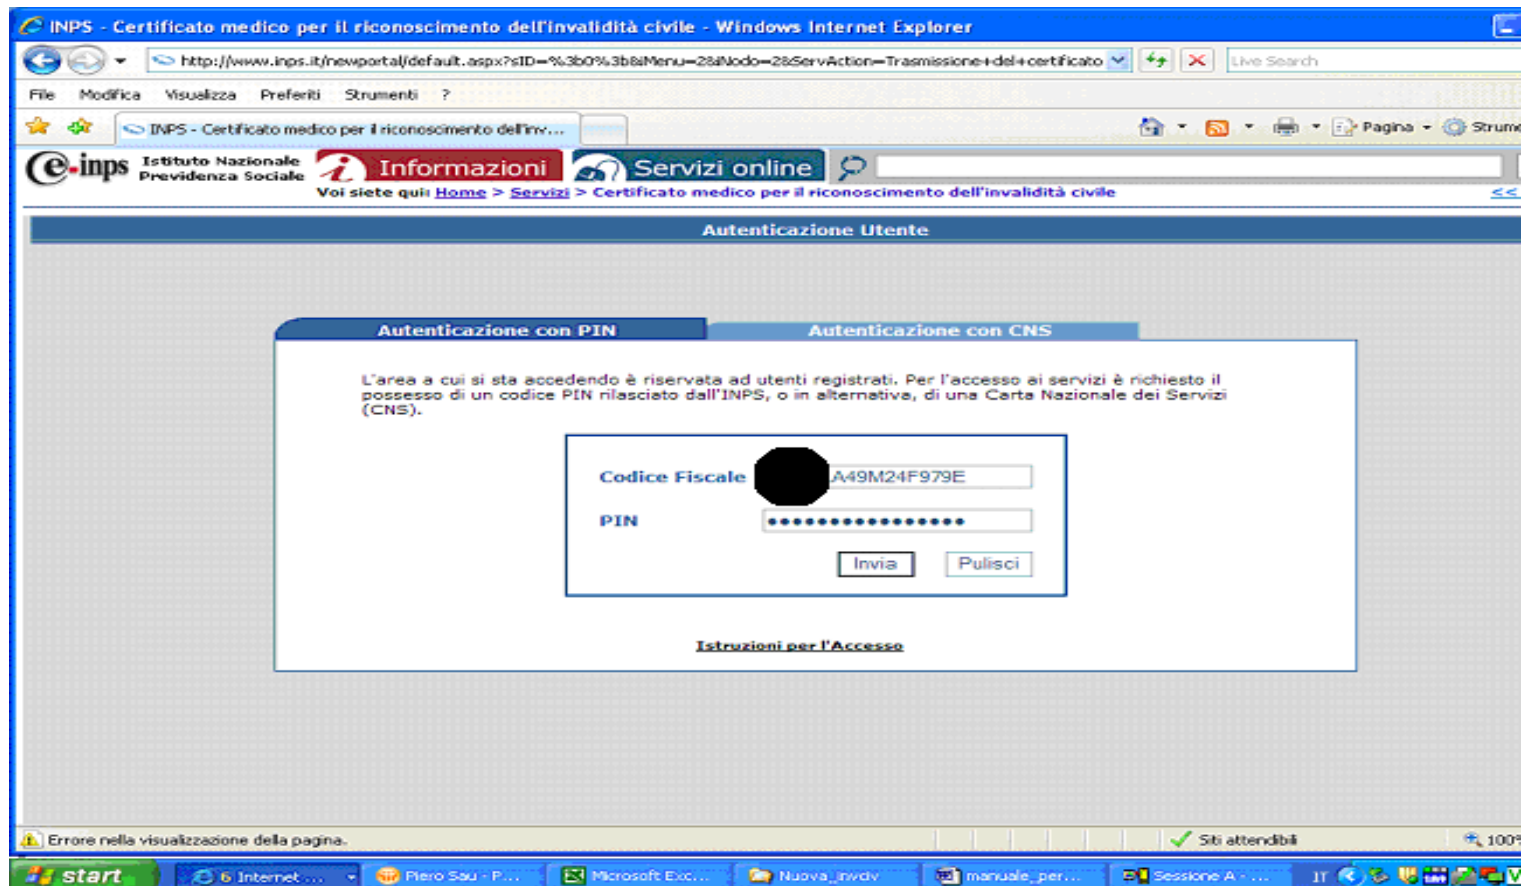 INPS - Certificato medico per il riconoscimento dell'invalidità civile - Windows Internet Explorer
http://www.inps.it/newportal/default.aspx?sID=%3b0%3b&iMenu=2&iNodo=2&ServAction=Trasmissione+del+certificato
Live Search
File Modifica Visualizza Preferiti Strumenti ?
INPS - Certificato medico per il riconoscimento dell'inv...
Pagina
e-inps Istituto Nazionale Previdenza Sociale
Informazioni Servizi online
Voi siete qui: Home > Servizi > Certificato medico per il riconoscimento dell'invalidità civile <<
Autenticazione Utente
Autenticazione con PIN Autenticazione con CNS
L'area a cui si sta accedendo è riservata ad utenti registrati. Per l'accesso ai servizi è richiesto il
possesso di un codice PIN rilasciato dall'INPS, o in alternativa, di una Carta Nazionale dei Servizi
(CNS).
Codice Fiscale A49M24F979E
PIN ••••••••••••••••
Invia Pulisci
Istruzioni per l'Accesso
Errore nella visualizzazione della pagina. Siti attendibili 100%
start 6 Internet ... Piero Sau - P... Microsoft Exc... Nuova_invciv manuale_per... Sessione A - ... IT